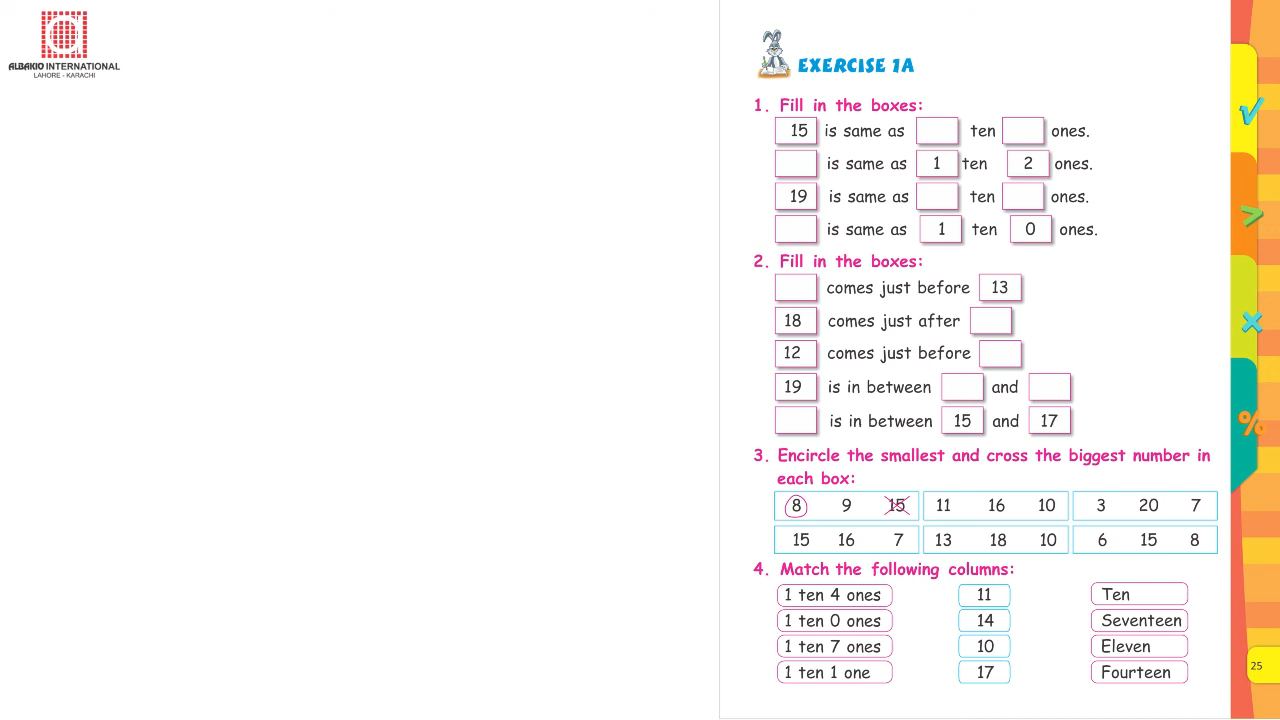 ALBAKIO INTERNATIONAL
LAHORE - KARACHI
EXERCISE 1A
1. Fill in the boxes:
15 is same as ten ones.
is same as 1 ten 2 ones.
19 is same as ten ones.
is same as 1 ten 0 ones.
2. Fill in the boxes:
comes just before 13
18 comes just after
12 comes just before
19 is in between and
is in between 15 and 17
3. Encircle the smallest and cross the biggest number in
each box:
8 9 15 11 16 10 3 20 7
15 16 7 13 18 10 6 15 8
4. Match the following columns:
1 ten 4 ones 11 Ten
1 ten 0 ones 14 Seventeen
1 ten 7 ones 10 Eleven
1 ten 1 one 17 Fourteen
√
>
×
%
25